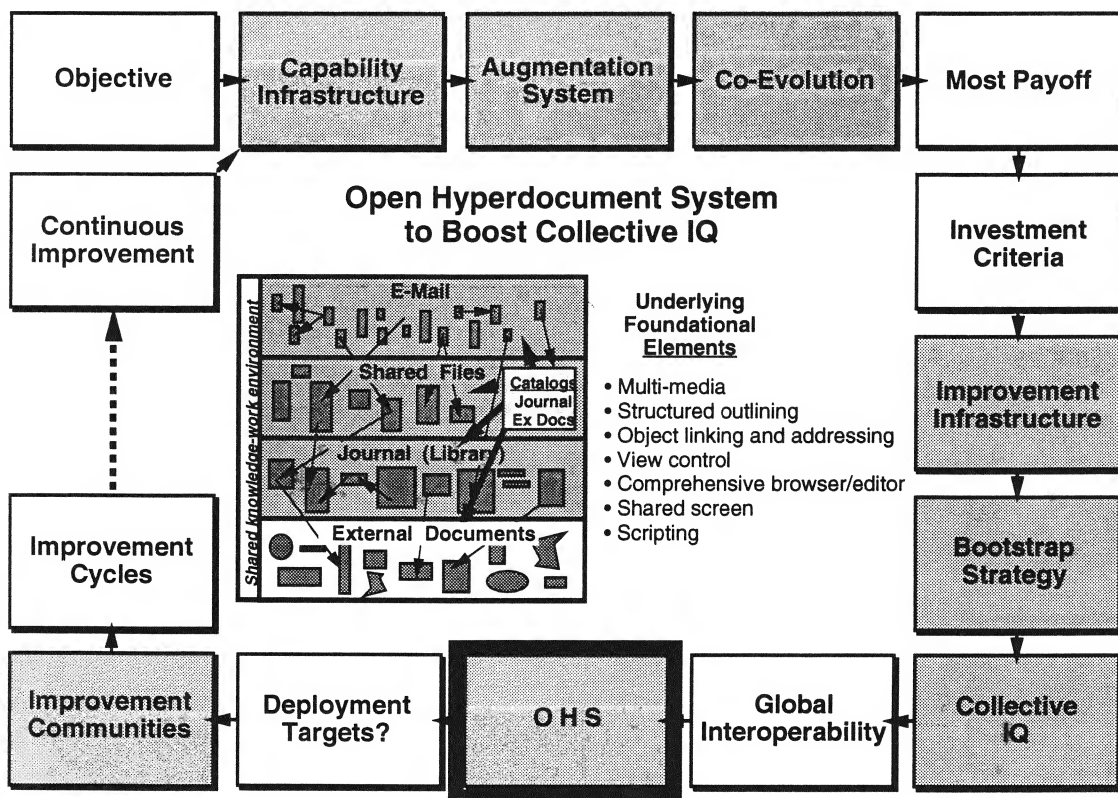 Objective
Capability
Infrastructure
Augmentation
System
Co-Evolution
Most Payoff
Continuous
Improvement
Open Hyperdocument System
to Boost Collective IQ
Investment
Criteria
Shared knowledge-work environment
E-Mail
Shared Files
Catalogs
Journal
Ex Docs
Journal (Library)
External Documents
Underlying
Foundational
Elements
• Multi-media
• Structured outlining
• Object linking and addressing
• View control
• Comprehensive browser/editor
• Shared screen
• Scripting
Improvement
Infrastructure
Improvement
Cycles
Bootstrap
Strategy
Improvement
Communities
Deployment
Targets?
O H S
Global
Interoperability
Collective
IQ